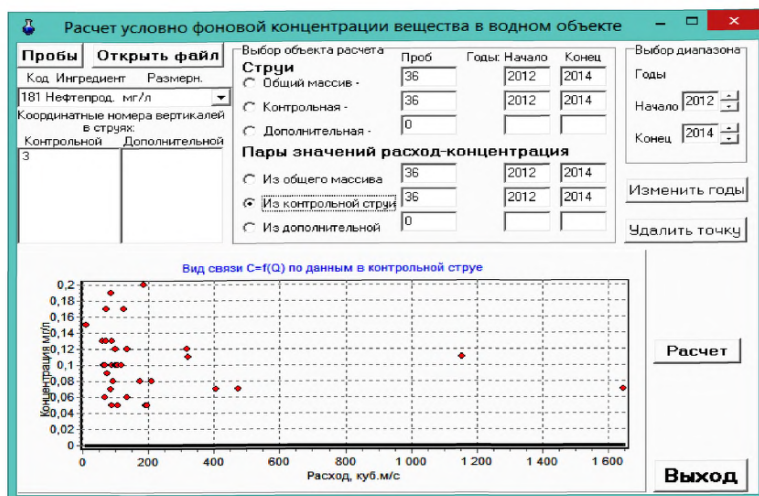 Расчет условно фоновой концентрации вещества в водном объекте
Пробы Открыть файл
Код Ингредиент Размерн.
181 Нефтепрод. мг/л
Координатные номера вертикалей
в струях:
Контрольной Дополнительной
3
Выбор объекта расчета Проб Годы: Начало Конец
Струи
Общий массив - 36 2012 2014
Контрольная - 36 2012 2014
Дополнительная - 0
Пары значений расход-концентрация
Из общего массива 36 2012 2014
Из контрольной струи 36 2012 2014
Из дополнительной 0
Выбор диапазона
Годы
Начало 2012
Конец 2014
Изменить годы
Удалить точку
Вид связи C=f(Q) по данным в контрольной струе
Концентрация мг/л
0,2
0,18
0,16
0,14
0,12
0,1
0,08
0,06
0,04
0,02
0
0 200 400 600 800 1 000 1 200 1 400 1 600
Расход, куб.м/с
Расчет
Выход